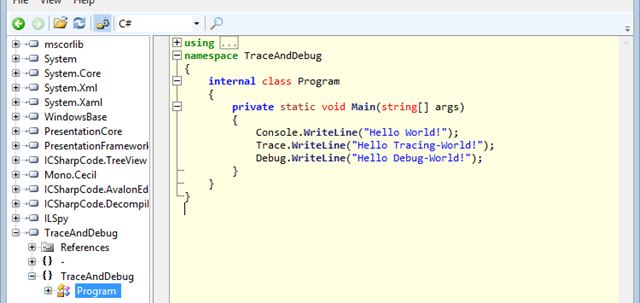 File View Help
C#
mscorlib
System
System.Core
System.Xml
System.Xaml
WindowsBase
PresentationCore
PresentationFramework
ICSharpCode.TreeView
Mono.Cecil
ICSharpCode.AvalonEd
ICSharpCode.Decompil
ILSpy
TraceAndDebug
References
{} -
{} TraceAndDebug
Program
using ...
namespace TraceAndDebug
{
internal class Program
{
private static void Main(string[] args)
{
Console.WriteLine("Hello World!");
Trace.WriteLine("Hello Tracing-World!");
Debug.WriteLine("Hello Debug-World!");
}
}
}